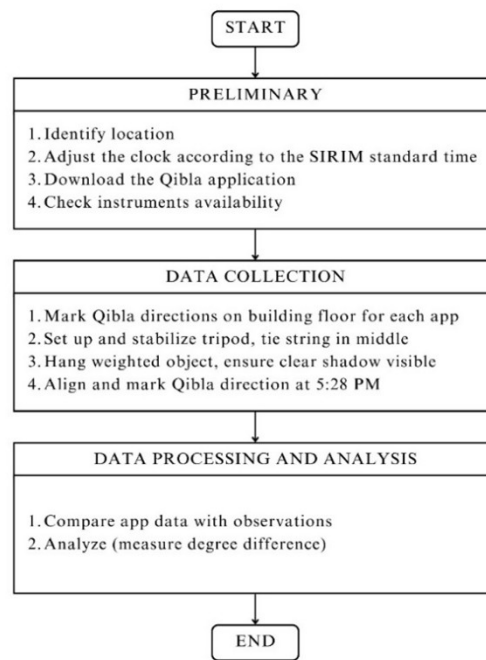 START
PRELIMINARY
1. Identify location
2. Adjust the clock according to the SIRIM standard time
3. Download the Qibla application
4. Check instruments availability
DATA COLLECTION
1. Mark Qibla directions on building floor for each app
2. Set up and stabilize tripod, tie string in middle
3. Hang weighted object, ensure clear shadow visible
4. Align and mark Qibla direction at 5:28 PM
DATA PROCESSING AND ANALYSIS
1. Compare app data with observations
2. Analyze (measure degree difference)
END